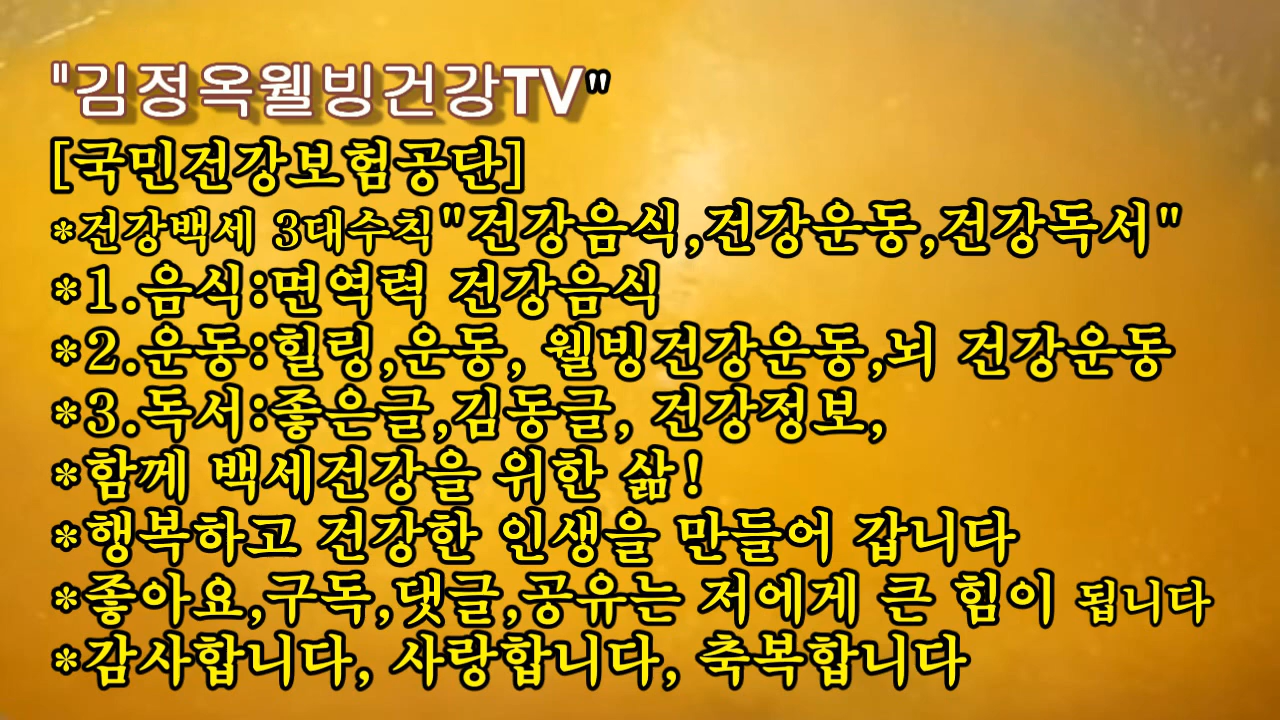 "김정옥웰빙건강TV"
[국민건강보험공단]
*건강백세 3대수칙"건강음식,건강운동,건강독서"
*1.음식:면역력 건강음식
*2.운동:힐링,운동, 웰빙건강운동,뇌 건강운동
*3.독서:좋은글,김동글, 건강정보,
*함께 백세건강을 위한 삶!
*행복하고 건강한 인생을 만들어 갑니다
*좋아요,구독,댓글,공유는 저에게 큰 힘이 됩니다
*감사합니다, 사랑합니다, 축복합니다